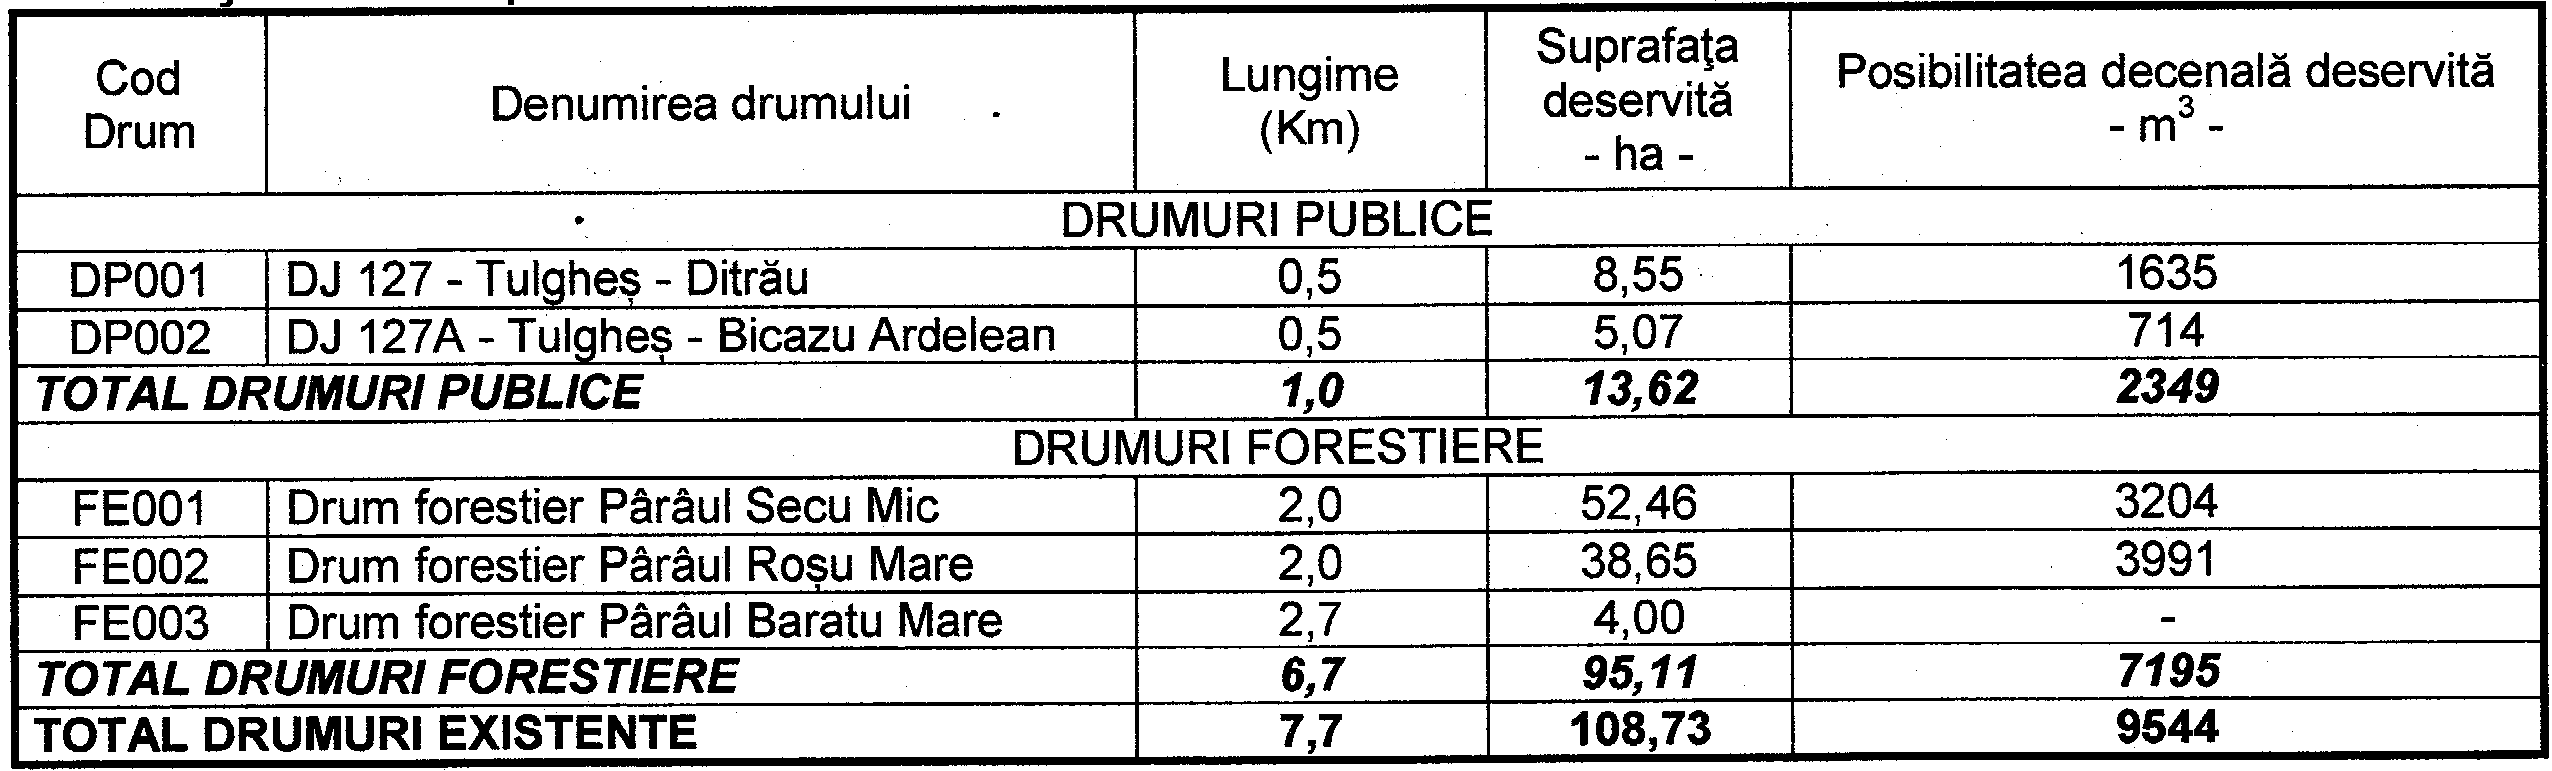 Cod Drum | Denumirea drumului | Lungime (Km) | Suprafaţa deservită - ha - | Posibilitatea decenală deservită - m³ -
DRUMURI PUBLICE
DP001 | DJ 127 - Tulgheș - Ditrău | 0,5 | 8,55 | 1635
DP002 | DJ 127A - Tulgheș - Bicazu Ardelean | 0,5 | 5,07 | 714
TOTAL DRUMURI PUBLICE | 1,0 | 13,62 | 2349
DRUMURI FORESTIERE
FE001 | Drum forestier Pârâul Secu Mic | 2,0 | 52,46 | 3204
FE002 | Drum forestier Pârâul Roșu Mare | 2,0 | 38,65 | 3991
FE003 | Drum forestier Pârâul Baratu Mare | 2,7 | 4,00 | -
TOTAL DRUMURI FORESTIERE | 6,7 | 95,11 | 7195
TOTAL DRUMURI EXISTENTE | 7,7 | 108,73 | 9544